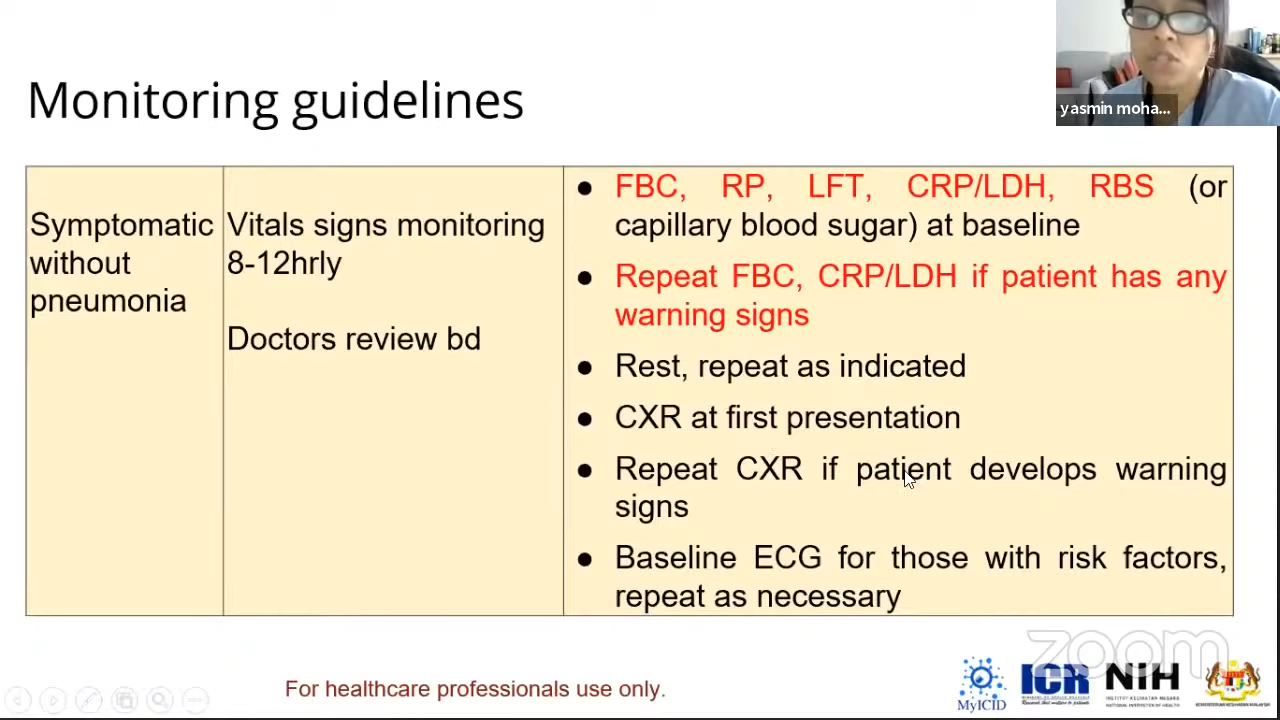 yasmin moha...
Monitoring guidelines
Symptomatic
without
pneumonia
Vitals signs monitoring
8-12hrly
Doctors review bd
● FBC, RP, LFT, CRP/LDH, RBS (or
capillary blood sugar) at baseline
● Repeat FBC, CRP/LDH if patient has any
warning signs
● Rest, repeat as indicated
● CXR at first presentation
● Repeat CXR if patient develops warning
signs
● Baseline ECG for those with risk factors,
repeat as necessary
zoom
For healthcare professionals use only.
MyICID
ICR
NIH